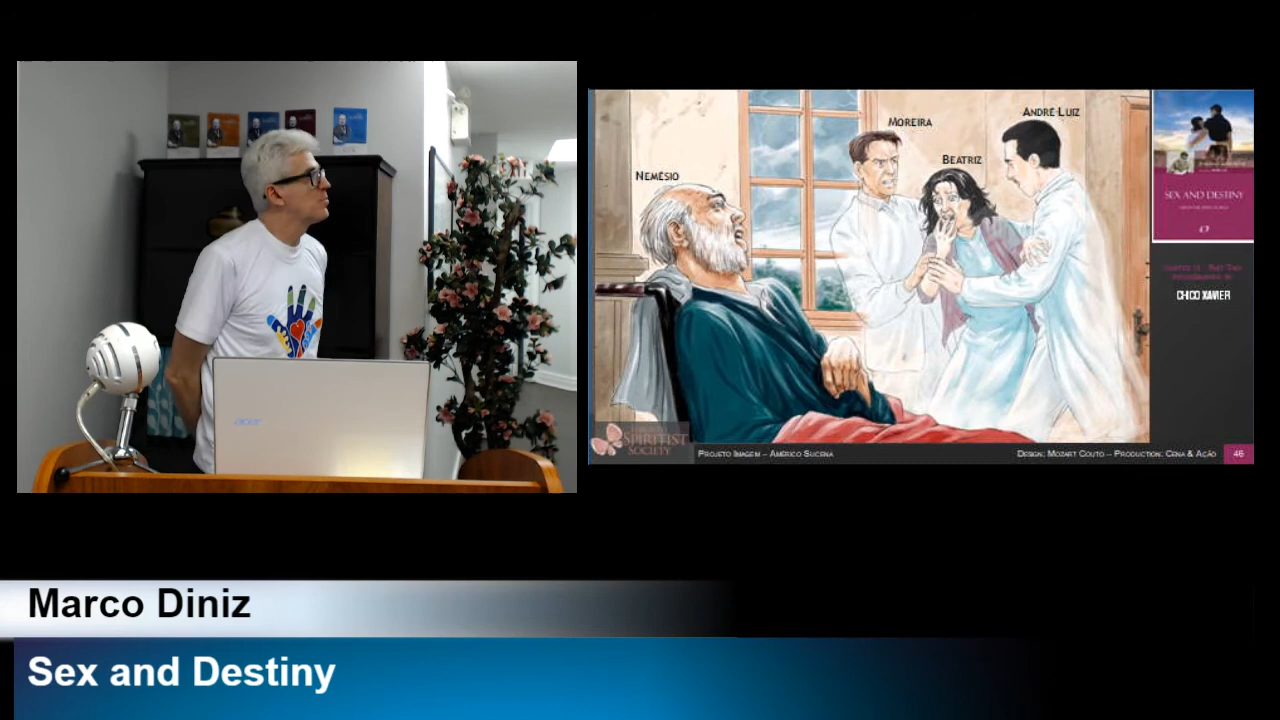 acer
NEMÉSIO
MOREIRA
BEATRIZ
ANDRÉ LUIZ
SEX AND DESTINY
CHICO XAVIER
SPIRITIST
SOCIETY
PROJETO IMAGEM – AMÉRICO SUCENA
DESIGN: MOZART COUTO – PRODUCTION: CENA & AÇÃO
46
Marco Diniz
Sex and Destiny